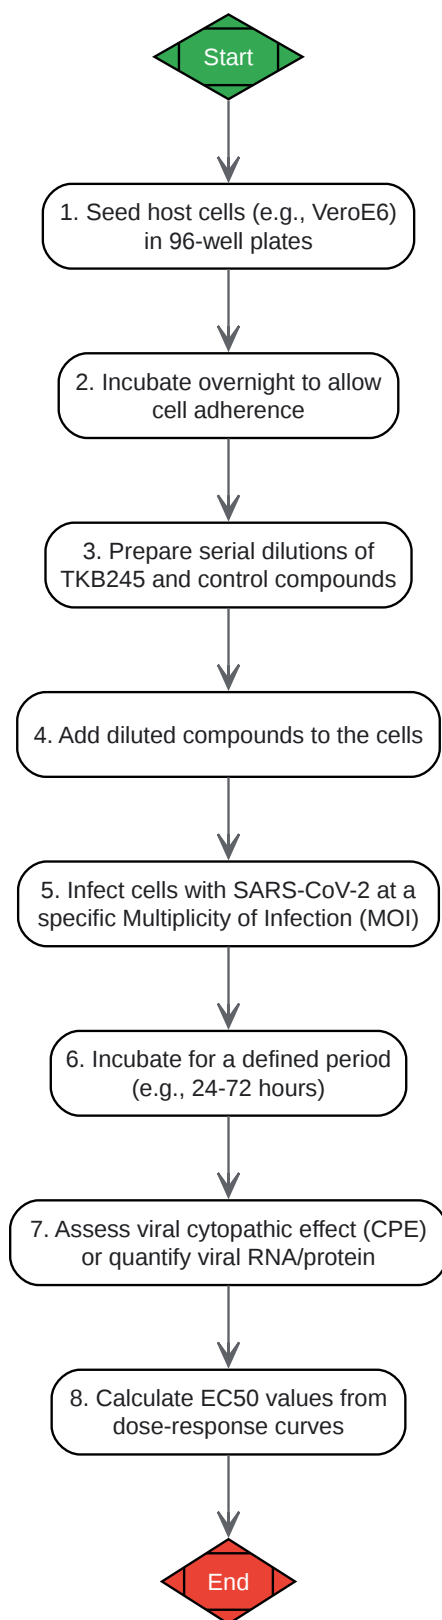 Start
1. Seed host cells (e.g., VeroE6)
in 96-well plates
2. Incubate overnight to allow
cell adherence
3. Prepare serial dilutions of
TKB245 and control compounds
4. Add diluted compounds to the cells
5. Infect cells with SARS-CoV-2 at a
specific Multiplicity of Infection (MOI)
6. Incubate for a defined period
(e.g., 24-72 hours)
7. Assess viral cytopathic effect (CPE)
or quantify viral RNA/protein
8. Calculate EC50 values from
dose-response curves
End